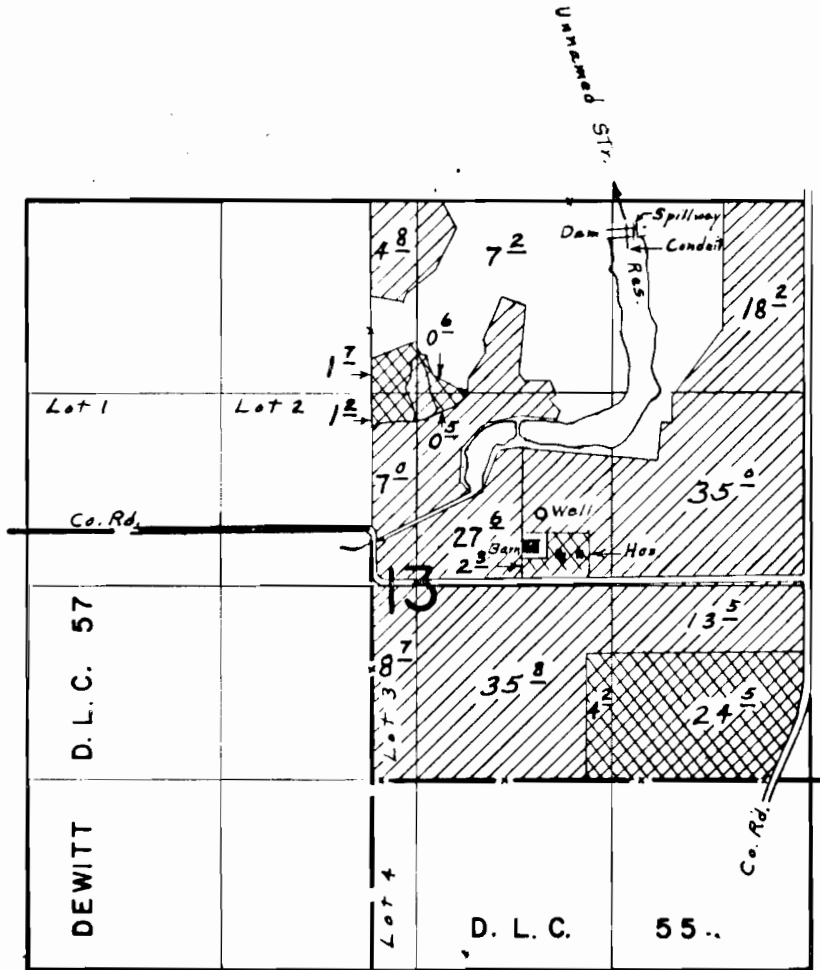 Unnamed Str.
Spillway
Dam
Conduit
Res.
4 8
7 2
18 2
0 6
1 7
Lot 1
Lot 2
1 2
0 5
7 0
35 0
Well
Co. Rd.
27 6
Barn
Hos
2 3
13
13 5
8 7
35 8
4 2
24 5
Lot 3
DEWITT D.L.C. 57
Co. Rd.
Lot 4
D. L. C. 55